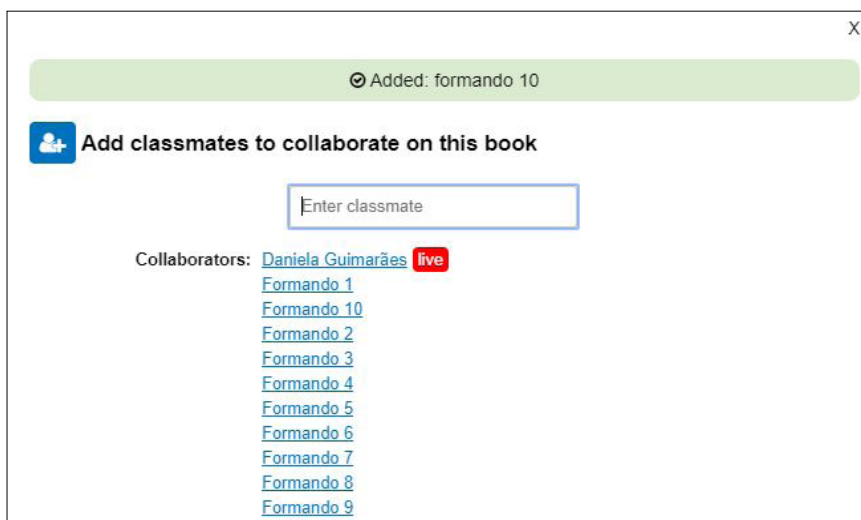 X
Added: formando 10
Add classmates to collaborate on this book
Enter classmate
Collaborators: Daniela Guimarães live
Formando 1
Formando 10
Formando 2
Formando 3
Formando 4
Formando 5
Formando 6
Formando 7
Formando 8
Formando 9